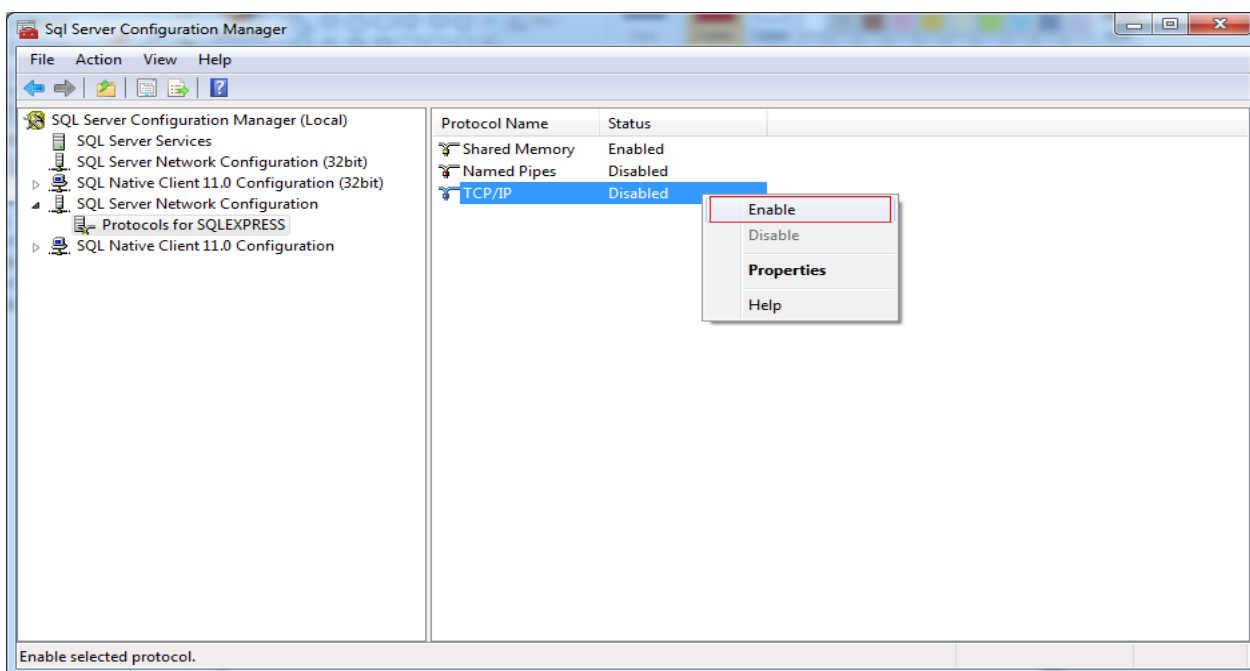 Sql Server Configuration Manager
File Action View Help
SQL Server Configuration Manager (Local)
SQL Server Services
SQL Server Network Configuration (32bit)
SQL Native Client 11.0 Configuration (32bit)
SQL Server Network Configuration
Protocols for SQLEXPRESS
SQL Native Client 11.0 Configuration
Protocol Name Status
Shared Memory Enabled
Named Pipes Disabled
TCP/IP Disabled
Enable
Disable
Properties
Help
Enable selected protocol.